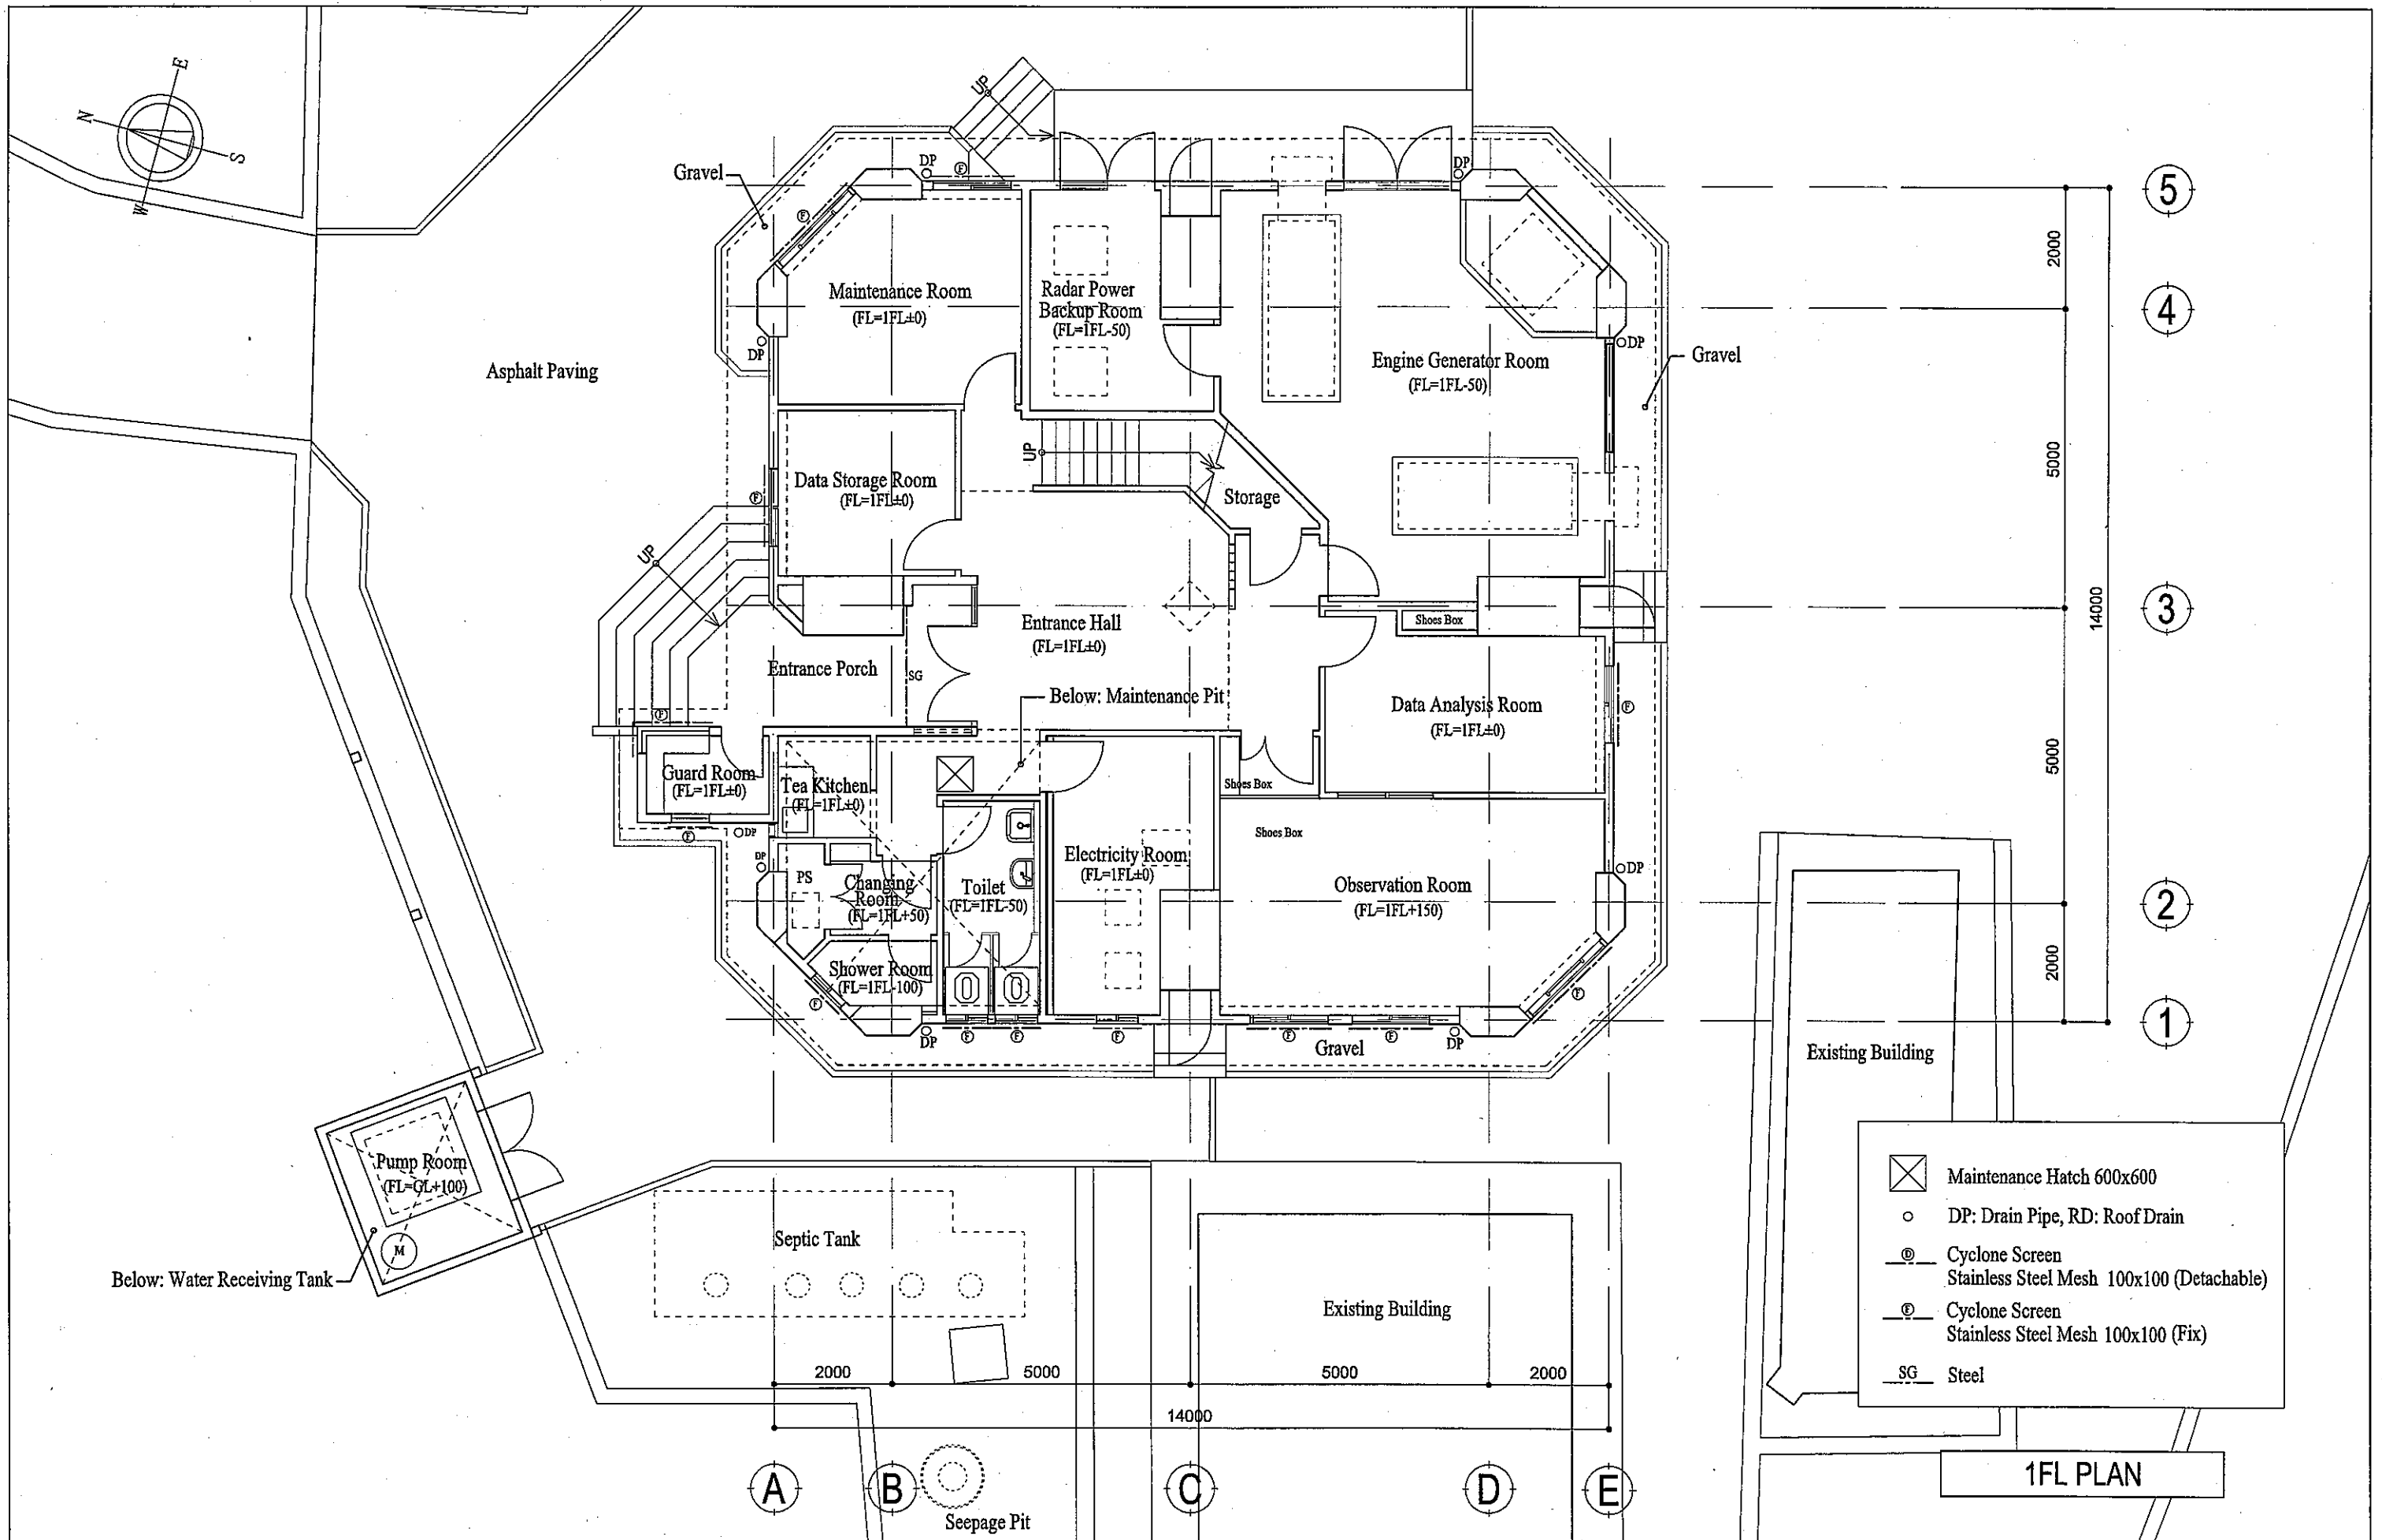 E
N
S
W
UP
Gravel
DP
Ⓕ
DP
5
Ⓕ
2000
Maintenance Room
(FL=1FL±0)
Radar Power
Backup Room
(FL=1FL-50)
4
DP
DP
Engine Generator Room
(FL=1FL-50)
Gravel
Asphalt Paving
UP
5000
Data Storage Room
(FL=1FL±0)
Storage
Ⓕ
UP
14000
3
Entrance Hall
(FL=1FL±0)
Shoes Box
Entrance Porch
SG
Below: Maintenance Pit
Data Analysis Room
(FL=1FL±0)
Ⓕ
Ⓕ
5000
Guard Room
(FL=1FL±0)
Tea Kitchen
(FL=1FL±0)
Shoes Box
Ⓕ
DP
Shoes Box
DP
Electricity Room
(FL=1FL±0)
DP
PS
Changing
Room
(FL=1FL+50)
Toilet
(FL=1FL-50)
Observation Room
(FL=1FL+150)
2
2000
Shower Room
(FL=1FL-100)
Ⓕ
Ⓕ
1
DP
Ⓕ
Ⓕ
Ⓕ
Ⓕ
Ⓕ
DP
Gravel
Existing Building
Pump Room
(FL=GL+100)
M
Below: Water Receiving Tank
Septic Tank
Existing Building
Maintenance Hatch 600x600
DP: Drain Pipe, RD: Roof Drain
Ⓓ Cyclone Screen
Stainless Steel Mesh 100x100 (Detachable)
Ⓕ Cyclone Screen
Stainless Steel Mesh 100x100 (Fix)
SG Steel
2000
5000
5000
2000
14000
A
B
C
D
E
Seepage Pit
1FL PLAN